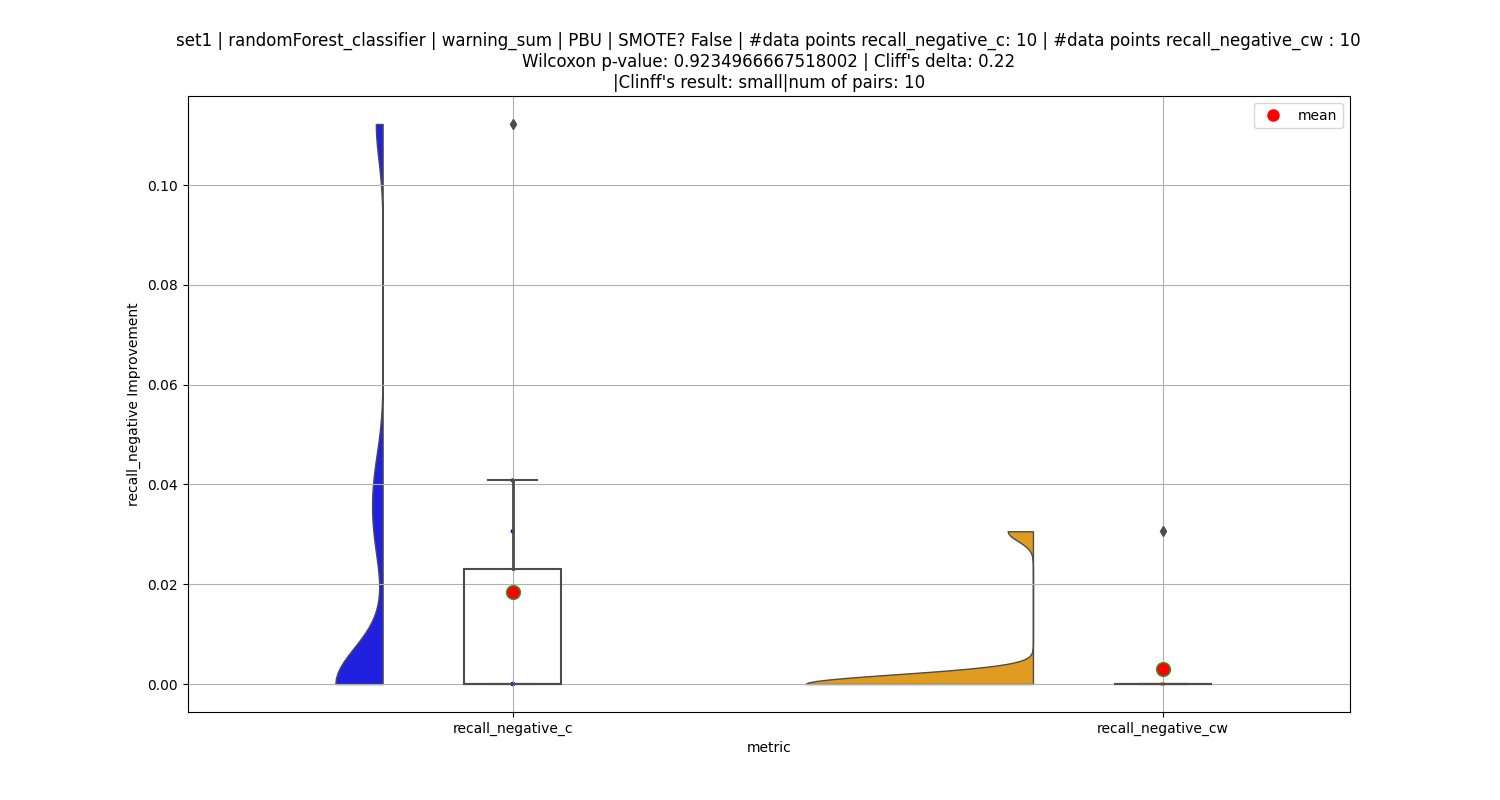 set1 | randomForest_classifier | warning_sum | PBU | SMOTE? False | #data points recall_negative_c: 10 | #data points recall_negative_cw : 10
Wilcoxon p-value: 0.9234966667518002 | Cliff's delta: 0.22
|Clinff's result: small|num of pairs: 10
mean
0.10
0.08
0.06
0.04
0.02
0.00
recall_negative Improvement
recall_negative_c
recall_negative_cw
metric